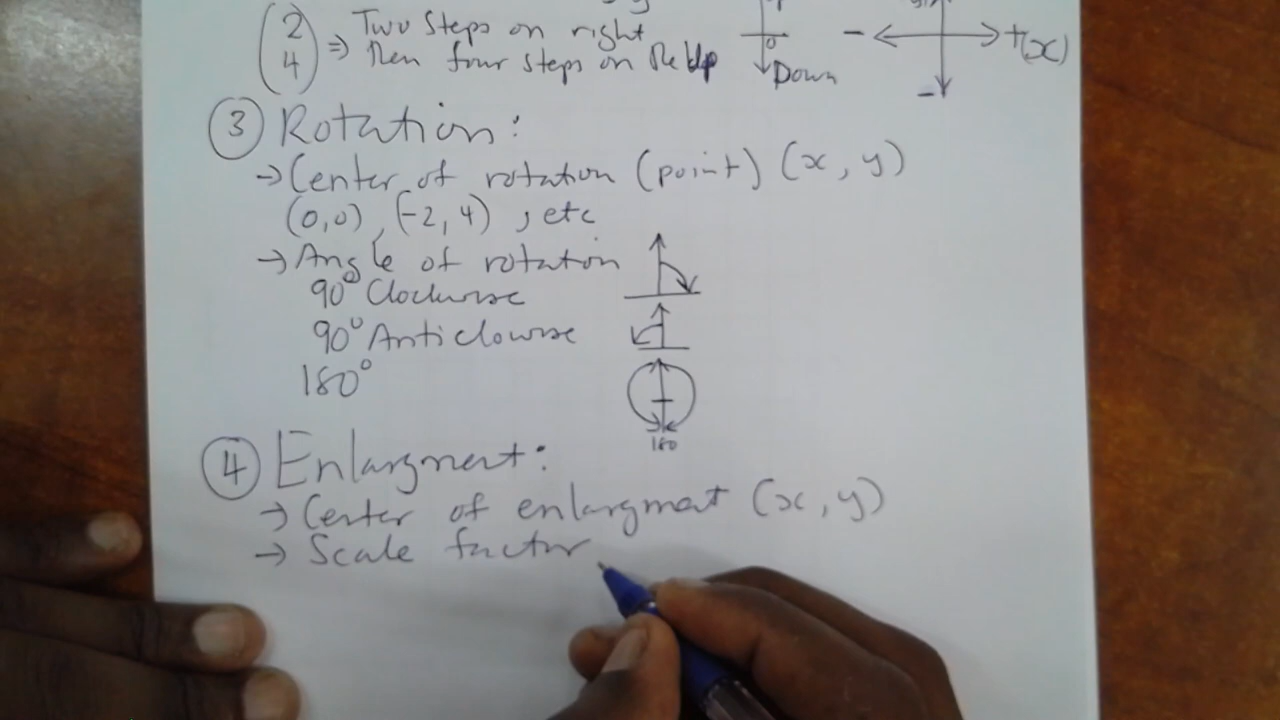 (2
4) ⇒ Two Steps on right
then four steps on the Up
0
Down
-
+(x)
-
③ Rotation:
→ Center of rotation (point) (x, y)
(0,0), (-2, 4), etc
→ Angle of rotation
90° Clockwise
90° Anticlowise
180°
180
④ Enlargment:
→ Center of enlargment (x, y)
→ Scale factor